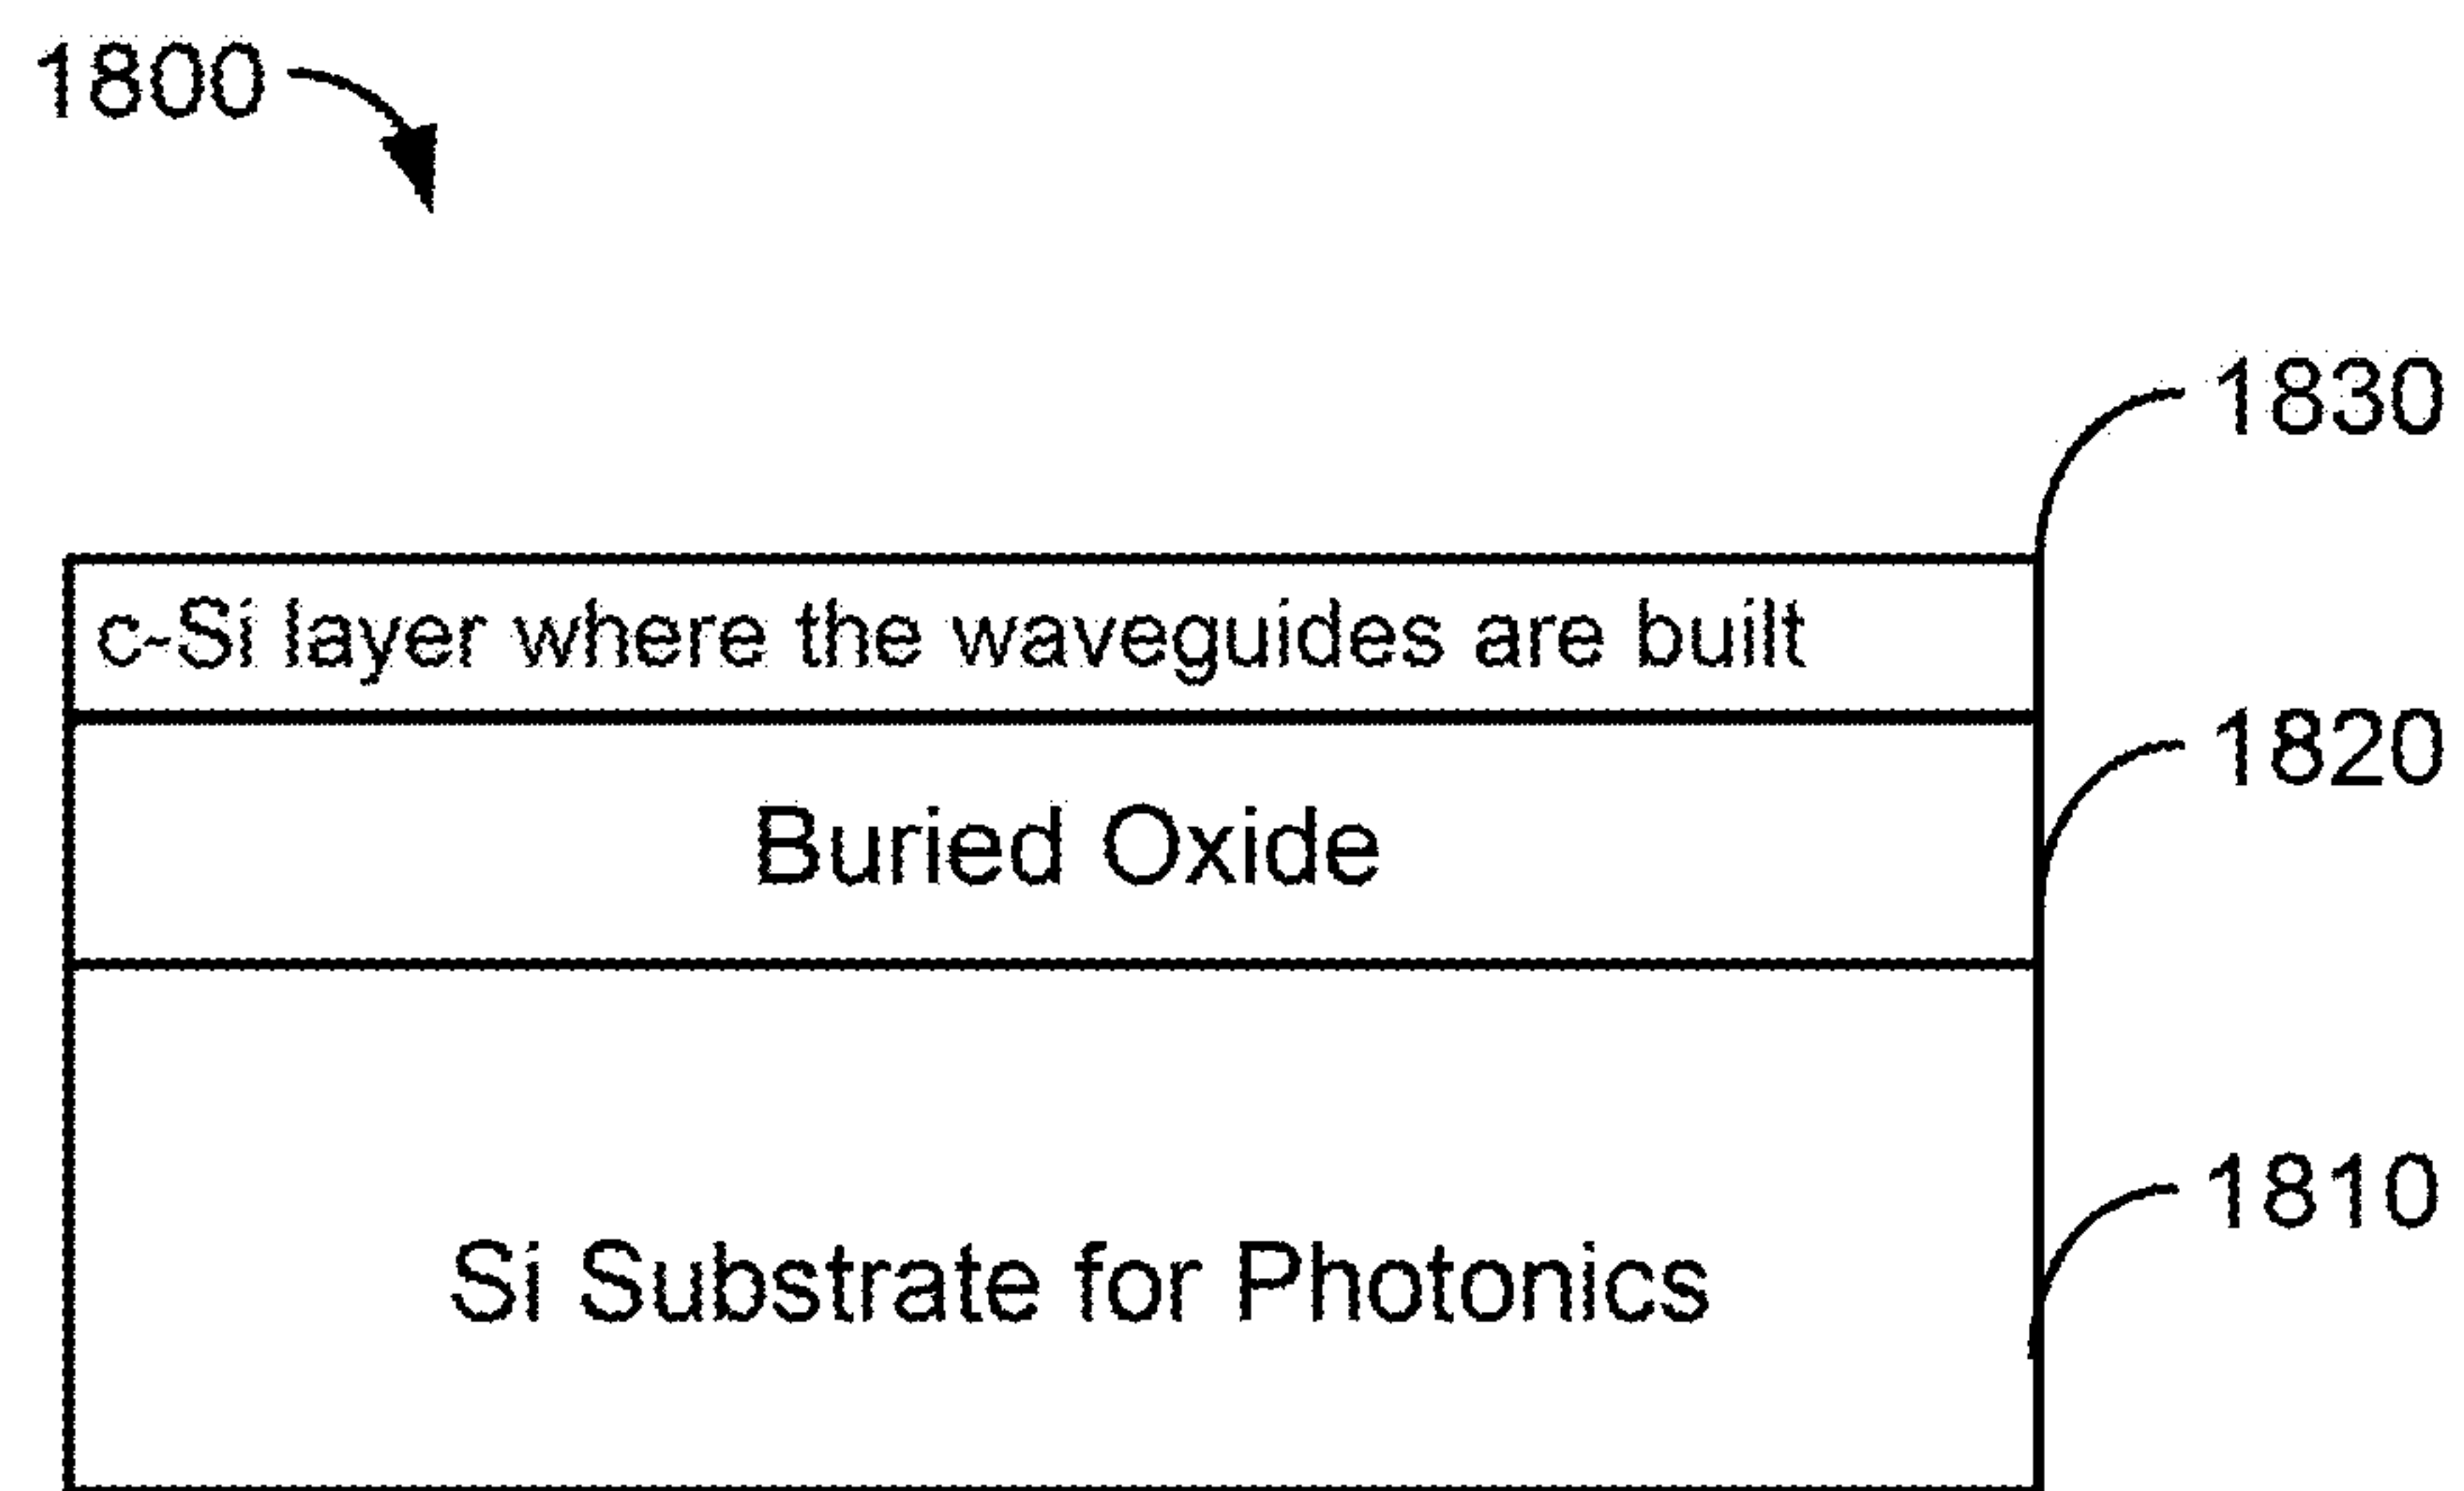 1800
1830
c-Si layer where the waveguides are built
1820
Buried Oxide
1810
Si Substrate for Photonics